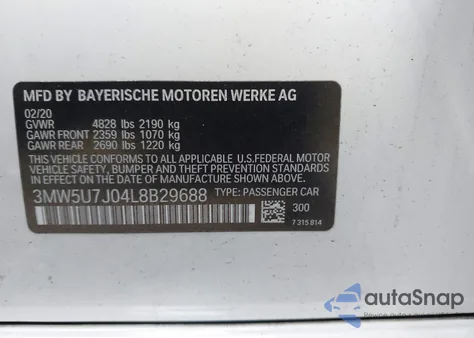 MFD BY BAYERISCHE MOTOREN WERKE AG
02/20
GVWR 4828 lbs 2190 kg
GAWR FRONT 2359 lbs 1070 kg
GAWR REAR 2690 lbs 1220 kg
THIS VEHICLE CONFORMS TO ALL APPLICABLE U.S.FEDERAL MOTOR
VEHICLE SAFETY, BUMPER AND THEFT PREVENTION STANDARDS IN
EFFECT ON THE DATE OF MANUFACTURE SHOWN ABOVE.
3MW5U7J04L8B29688 TYPE: PASSENGER CAR
300
7 315 814
autoSnap